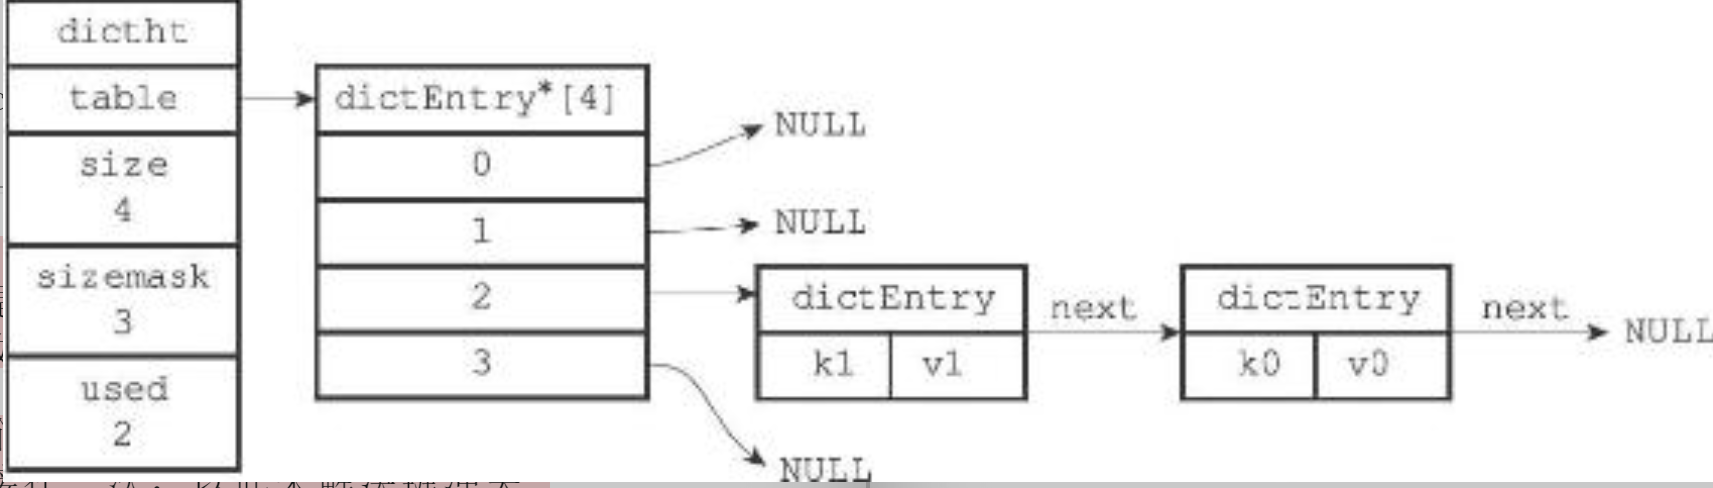 dictht
table
size
4
sizemask
3
used
2
dictEntry*[4]
0
1
2
3
NULL
NULL
dictEntry
k1 v1
next
dictEntry
k0 v0
next
NULL
NULL